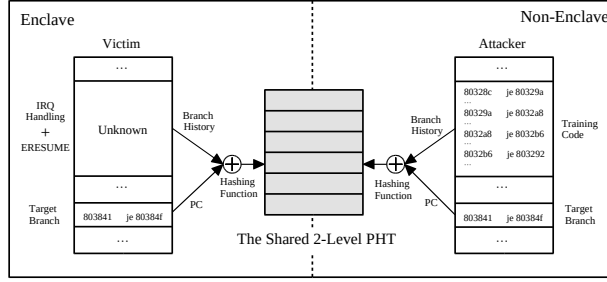 Enclave
Non-Enclave
Victim
Attacker
...
...
IRQ
Handling
+
ERESUME
Unknown
Branch
History
Hashing
Function
PC
...
Target
Branch
803841 je 80384f
...
The Shared 2-Level PHT
Branch
History
Hashing
Function
PC
80328c je 80329a
...
80329a je 8032a8
...
8032a8 je 8032b6
...
8032b6 je 803292
...
Training
Code
...
803841 je 80384f
Target
Branch
...